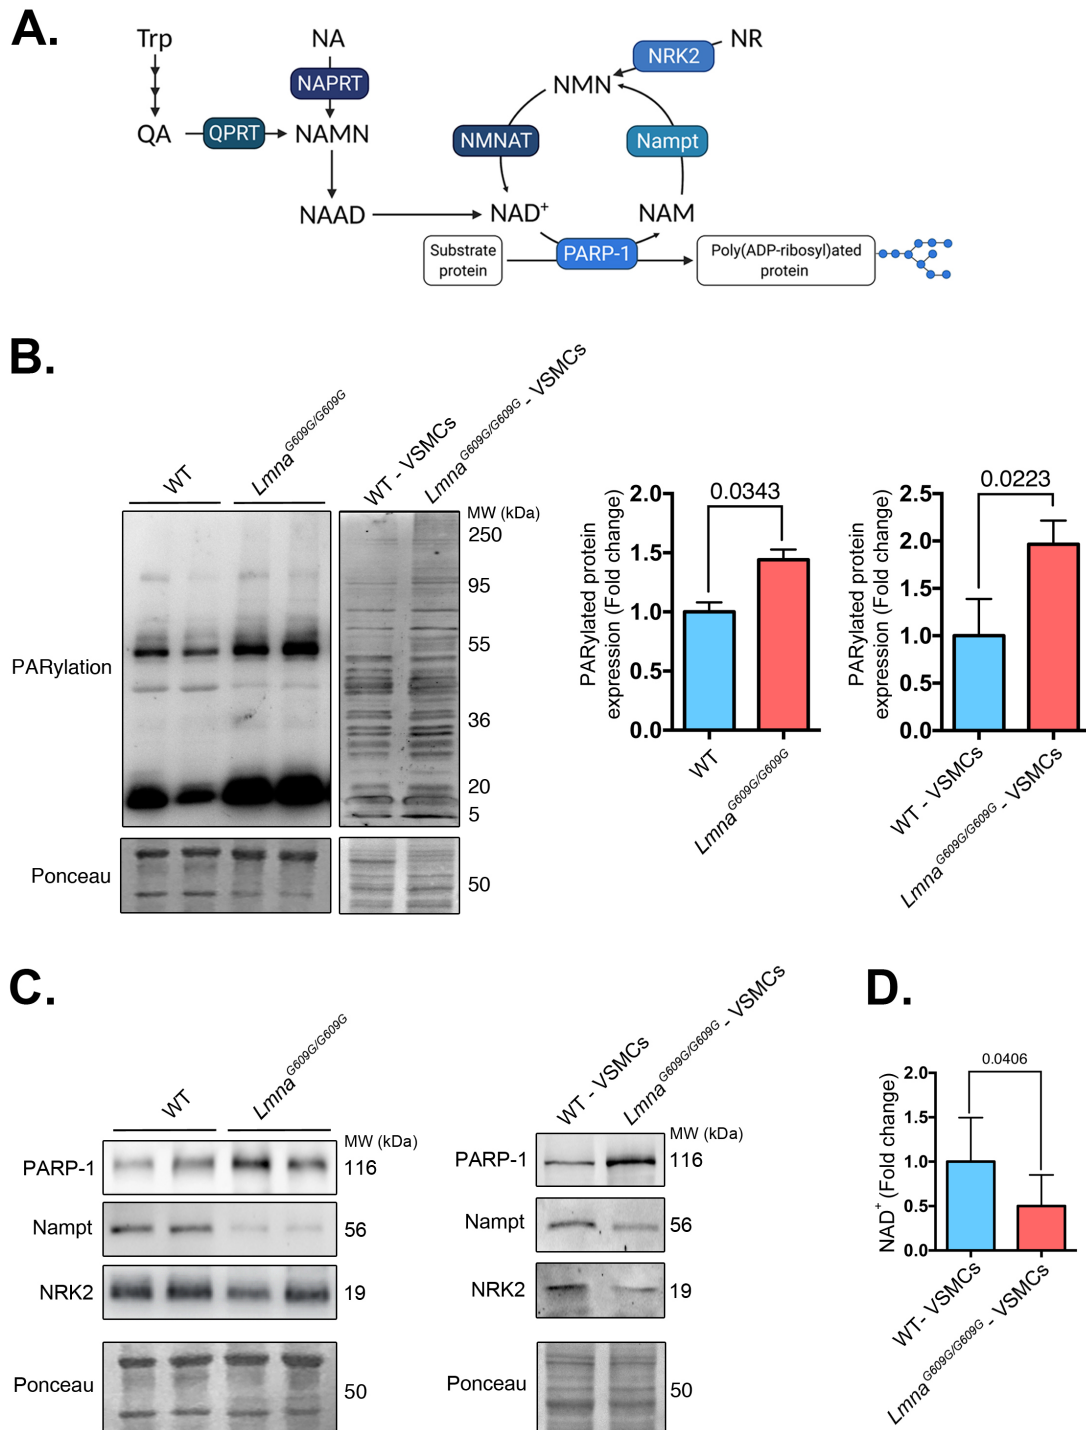 A.
Trp
NA
NR
NRK2
NAPRT
NMN
QA
QPRT
NAMN
NMNAT
Nampt
NAAD
NAD+
NAM
Substrate
protein
PARP-1
Poly(ADP-ribosyl)ated
protein
B.
WT
LmnaG609G/G609G
WT - VSMCs
LmnaG609G/G609G - VSMCs
MW (kDa)
250
95
55
36
20
5
PARylation
Ponceau
50
PARylated protein
expression (Fold change)
2.0
1.5
1.0
0.5
0.0
0.0343
WT
LmnaG609G/G609G
PARylated protein
expression (Fold change)
2.5
2.0
1.5
1.0
0.5
0.0
0.0223
WT - VSMCs
LmnaG609G/G609G - VSMCs
C.
WT
LmnaG609G/G609G
MW (kDa)
PARP-1
116
Nampt
56
NRK2
19
Ponceau
50
WT - VSMCs
LmnaG609G/G609G - VSMCs
MW (kDa)
PARP-1
116
Nampt
56
NRK2
19
Ponceau
50
D.
NAD+ (Fold change)
2.0
1.5
1.0
0.5
0.0
0.0406
WT- VSMCs
LmnaG609G/G609G - VSMCs